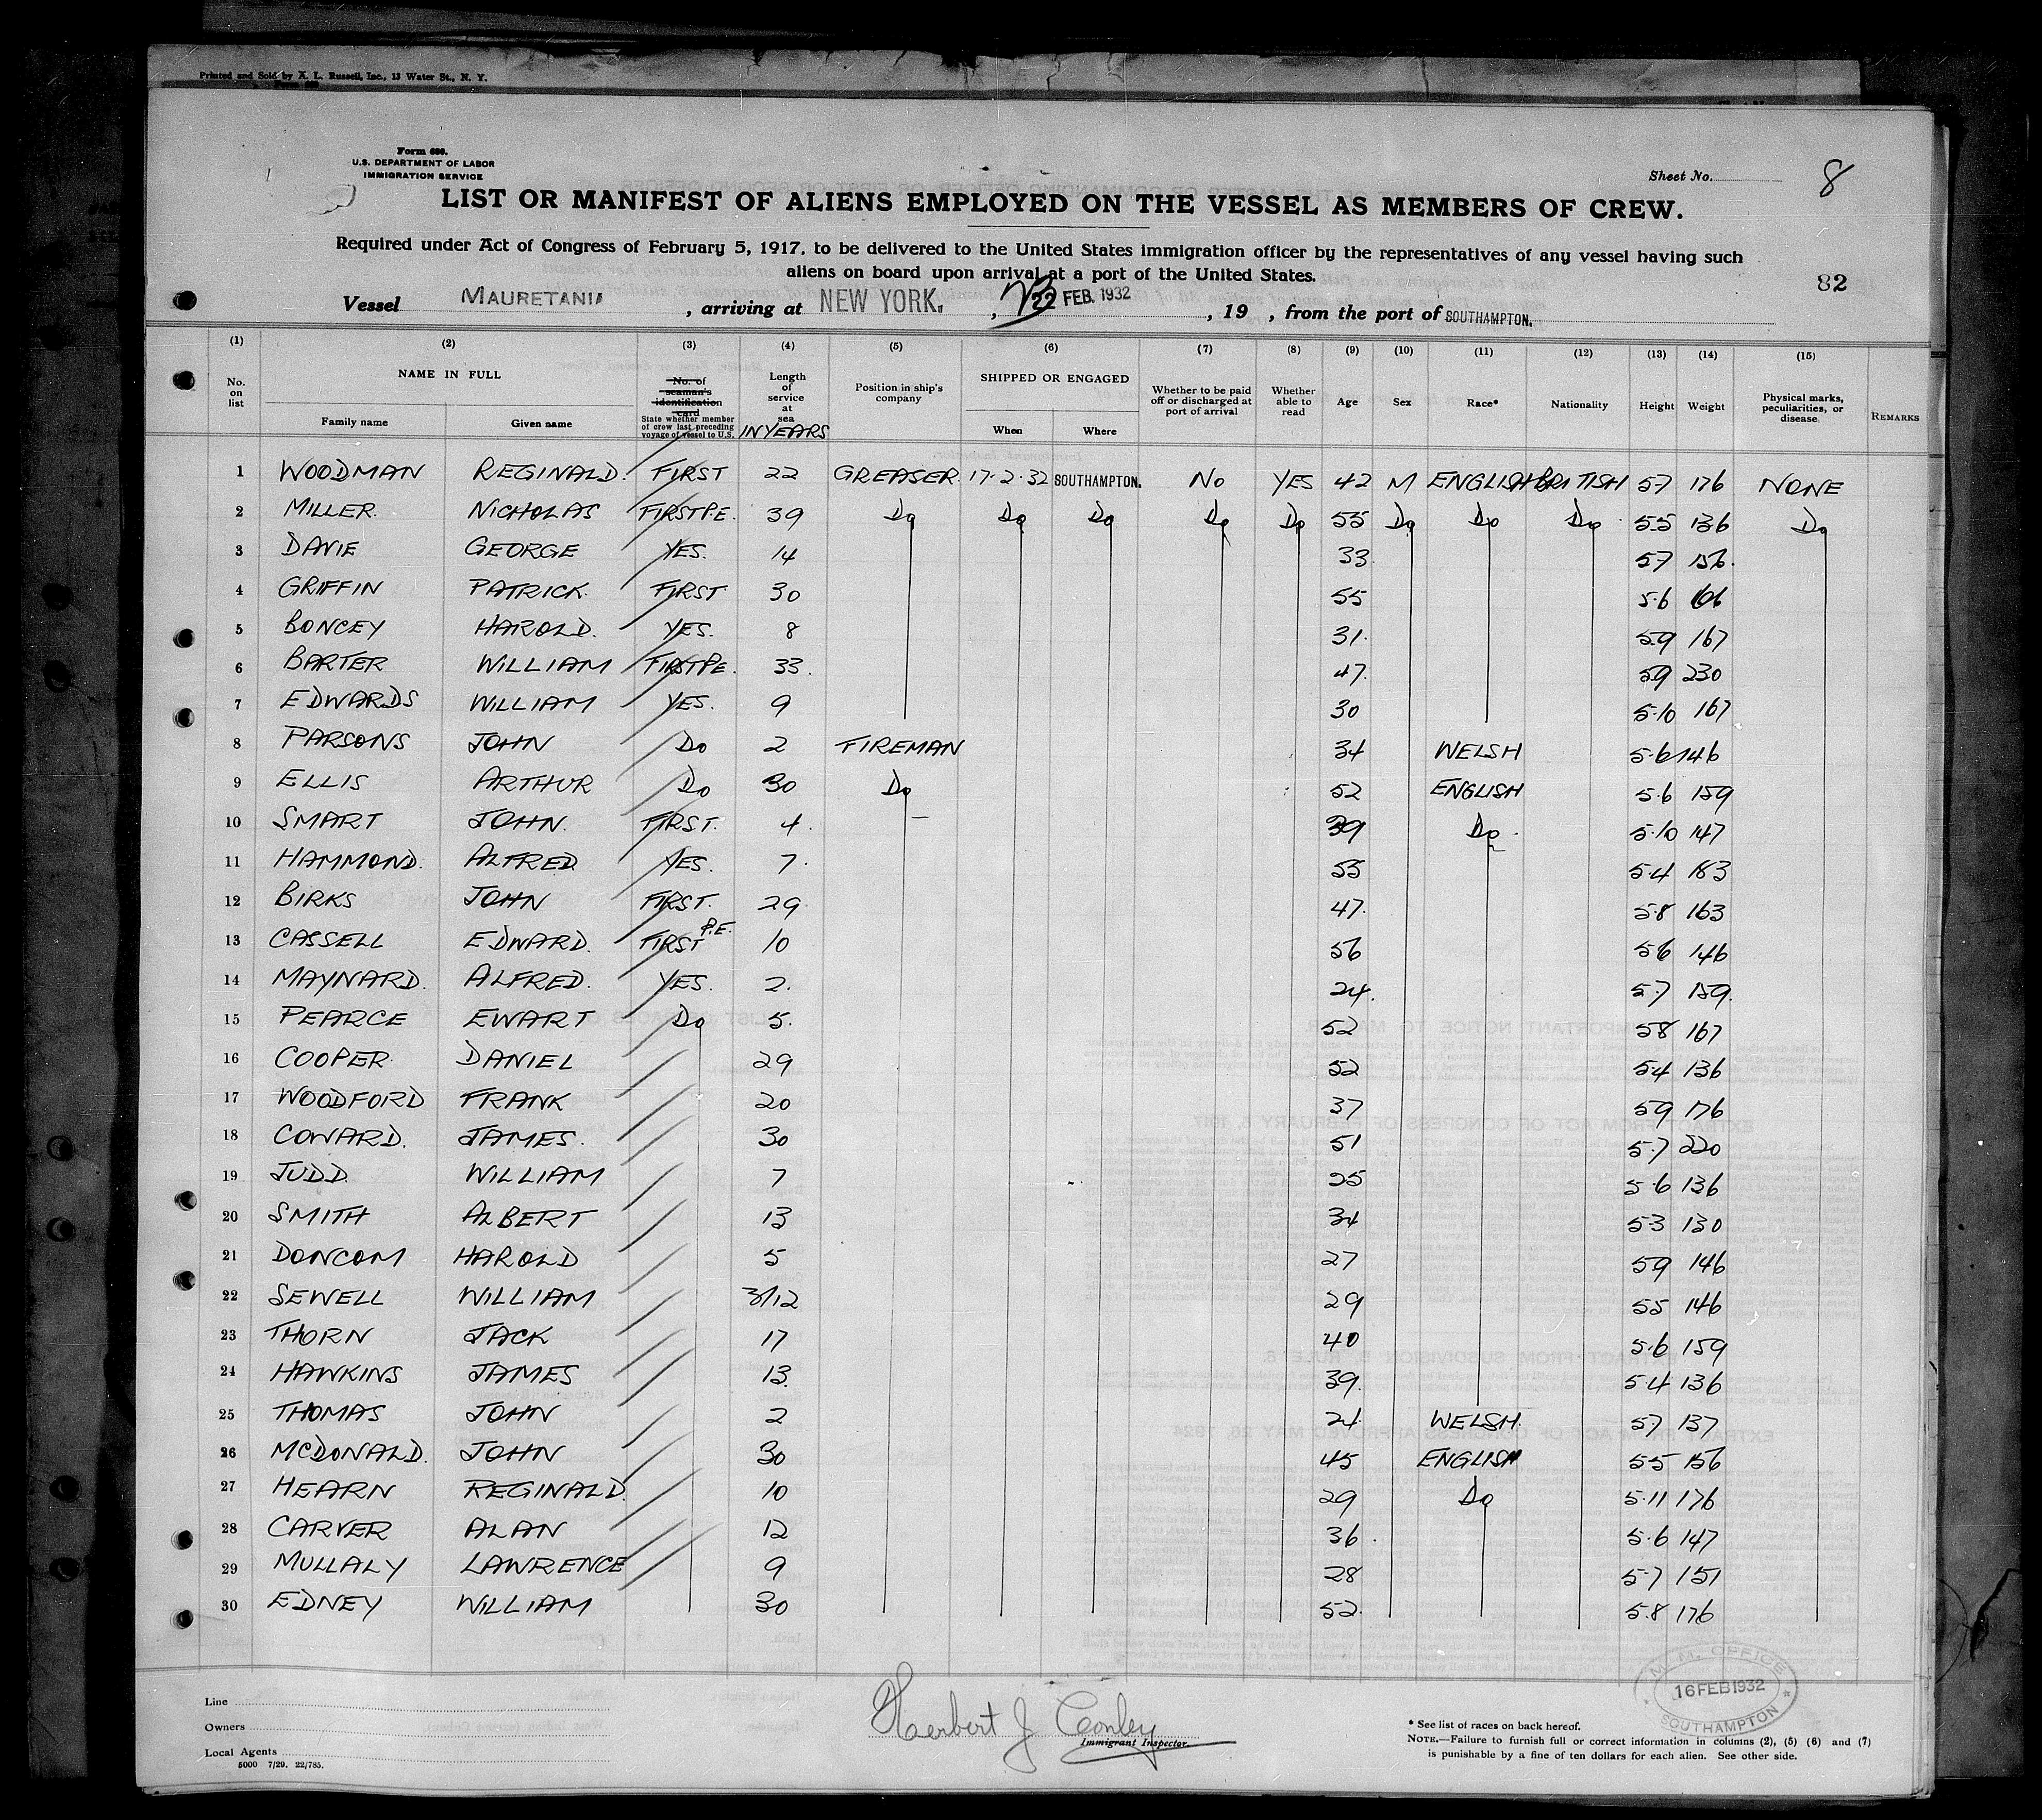 Printed and Sold by A. L. Russell, Inc., 13 Water St., N. Y.
Form 680.
U.S. DEPARTMENT OF LABOR
IMMIGRATION SERVICE
Sheet No. 8
LIST OR MANIFEST OF ALIENS EMPLOYED ON THE VESSEL AS MEMBERS OF CREW.
Required under Act of Congress of February 5, 1917, to be delivered to the United States immigration officer by the representatives of any vessel having such
aliens on board upon arrival at a port of the United States.
82
Vessel MAURETANIA, arriving at NEW YORK., 22 FEB. 1932, 19 , from the port of SOUTHAMPTON.
(1) (2) (3) (4) (5) (6) (7) (8) (9) (10) (11) (12) (13) (14) (15)
No. on list
NAME IN FULL
Family name
Given name
No. of seaman's identification card
State whether member of crew last preceding voyage of vessel to U.S.
Length of service at sea
IN YEARS
Position in ship's company
SHIPPED OR ENGAGED
When
Where
Whether to be paid off or discharged at port of arrival
Whether able to read
Age
Sex
Race*
Nationality
Height
Weight
Physical marks, peculiarities, or disease
REMARKS
1 WOODMAN REGINALD. FIRST 22 GREASER. 17-2-32 SOUTHAMPTON. No YES 42 M ENGLISH BRITISH 5·7 176 NONE
2 MILLER. NICHOLAS FIRST P.E. 39 Do Do Do Do Do 55 Do Do Do 5·5 136 Do
3 DAVIE GEORGE YES. 14 33 5·7 156.
4 GRIFFIN PATRICK. FIRST 30 55 5·6 166
5 BONCEY HAROLD. YES. 8 31. 5·9 167
6 BARTER WILLIAM FIRST P.E. 33. 47. 5·9 230
7 EDWARDS WILLIAM YES. 9 30 5·10 167
8 PARSONS JOHN Do 2 FIREMAN 34 WELSH 5·6 146
9 ELLIS ARTHUR Do 30 Do 52 ENGLISH 5·6 159
10 SMART JOHN. FIRST. 4. 39 Do. 5·10 147
11 HAMMOND. ALFRED YES. 7. 55 5·4 183
12 BIRKS JOHN FIRST. 29 47. 5·8 163
13 CASSELL EDWARD. FIRST P.E. 10 56 5·6 146
14 MAYNARD. ALFRED. YES. 2. 24. 5·7 159.
15 PEARCE EWART Do 5. 52 5·8 167
16 COOPER. DANIEL 29 52 5·4 136
17 WOODFORD FRANK 20 37 5·9 176
18 COWARD. JAMES. 30 51 5·7 220
19 JUDD WILLIAM 7 25 5·6 136
20 SMITH ALBERT 13 34 5·3 130
21 DONCOM HAROLD 5 27 5·9 146
22 SEWELL WILLIAM 3/12 29 5·5 146
23 THORN JACK 17 40 5·6 159
24 HAWKINS JAMES 13. 39. 5·4 136
25 THOMAS JOHN 2 24 WELSH. 5·7 137
26 MCDONALD. JOHN 30 45 ENGLISH 5·5 156
27 HEARN REGINALD. 10 29 Do 5·11 176
28 CARVER ALAN 12 36. 5·6 147
29 MULLALY LAWRENCE 9 28 5·7 151
30 EDNEY WILLIAM 30 52. 5·8 176
Line
Owners
Local Agents
5000 7/29. 22/785.
Herbert J Conley
Immigrant Inspector.
M.M. OFFICE
16 FEB 1932
SOUTHAMPTON
* See list of races on back hereof.
NOTE.—Failure to furnish full or correct information in columns (2), (5) (6) and (7)
is punishable by a fine of ten dollars for each alien. See other side.